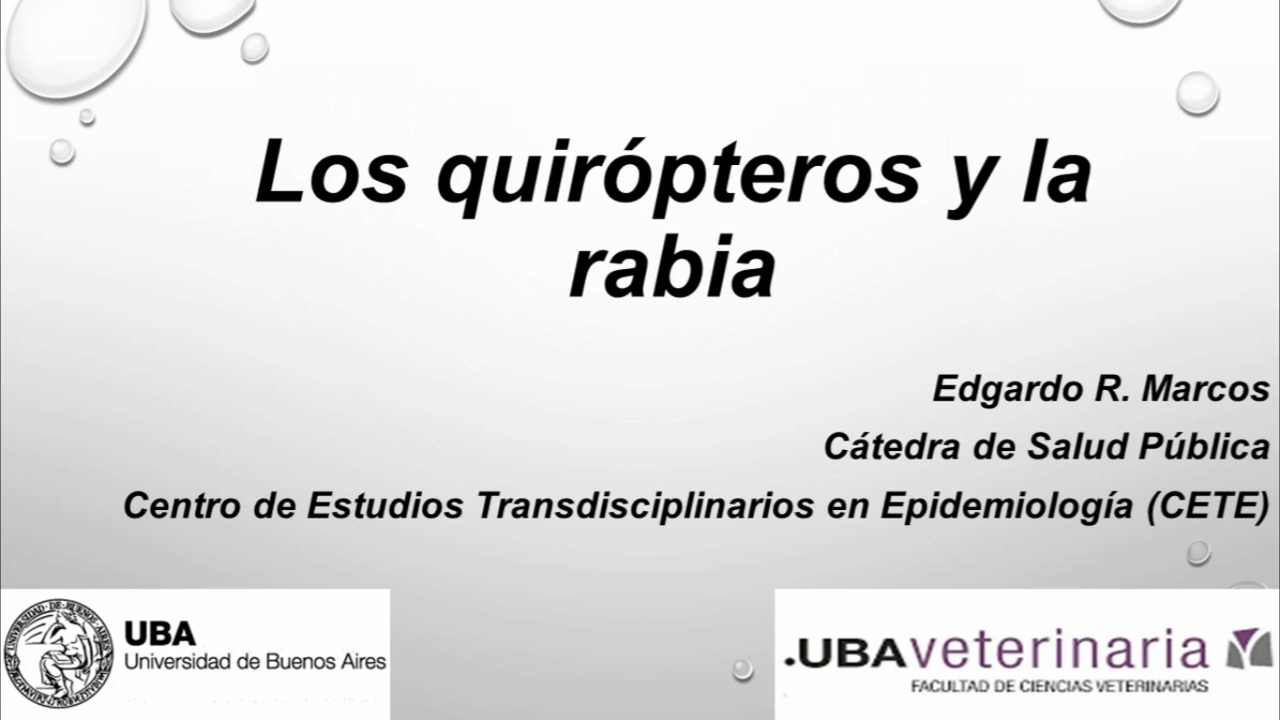 Los quirópteros y la
rabia
Edgardo R. Marcos
Cátedra de Salud Pública
Centro de Estudios Transdisciplinarios en Epidemiología (CETE)
UBA
Universidad de Buenos Aires
.UBAveterinaria
FACULTAD DE CIENCIAS VETERINARIAS